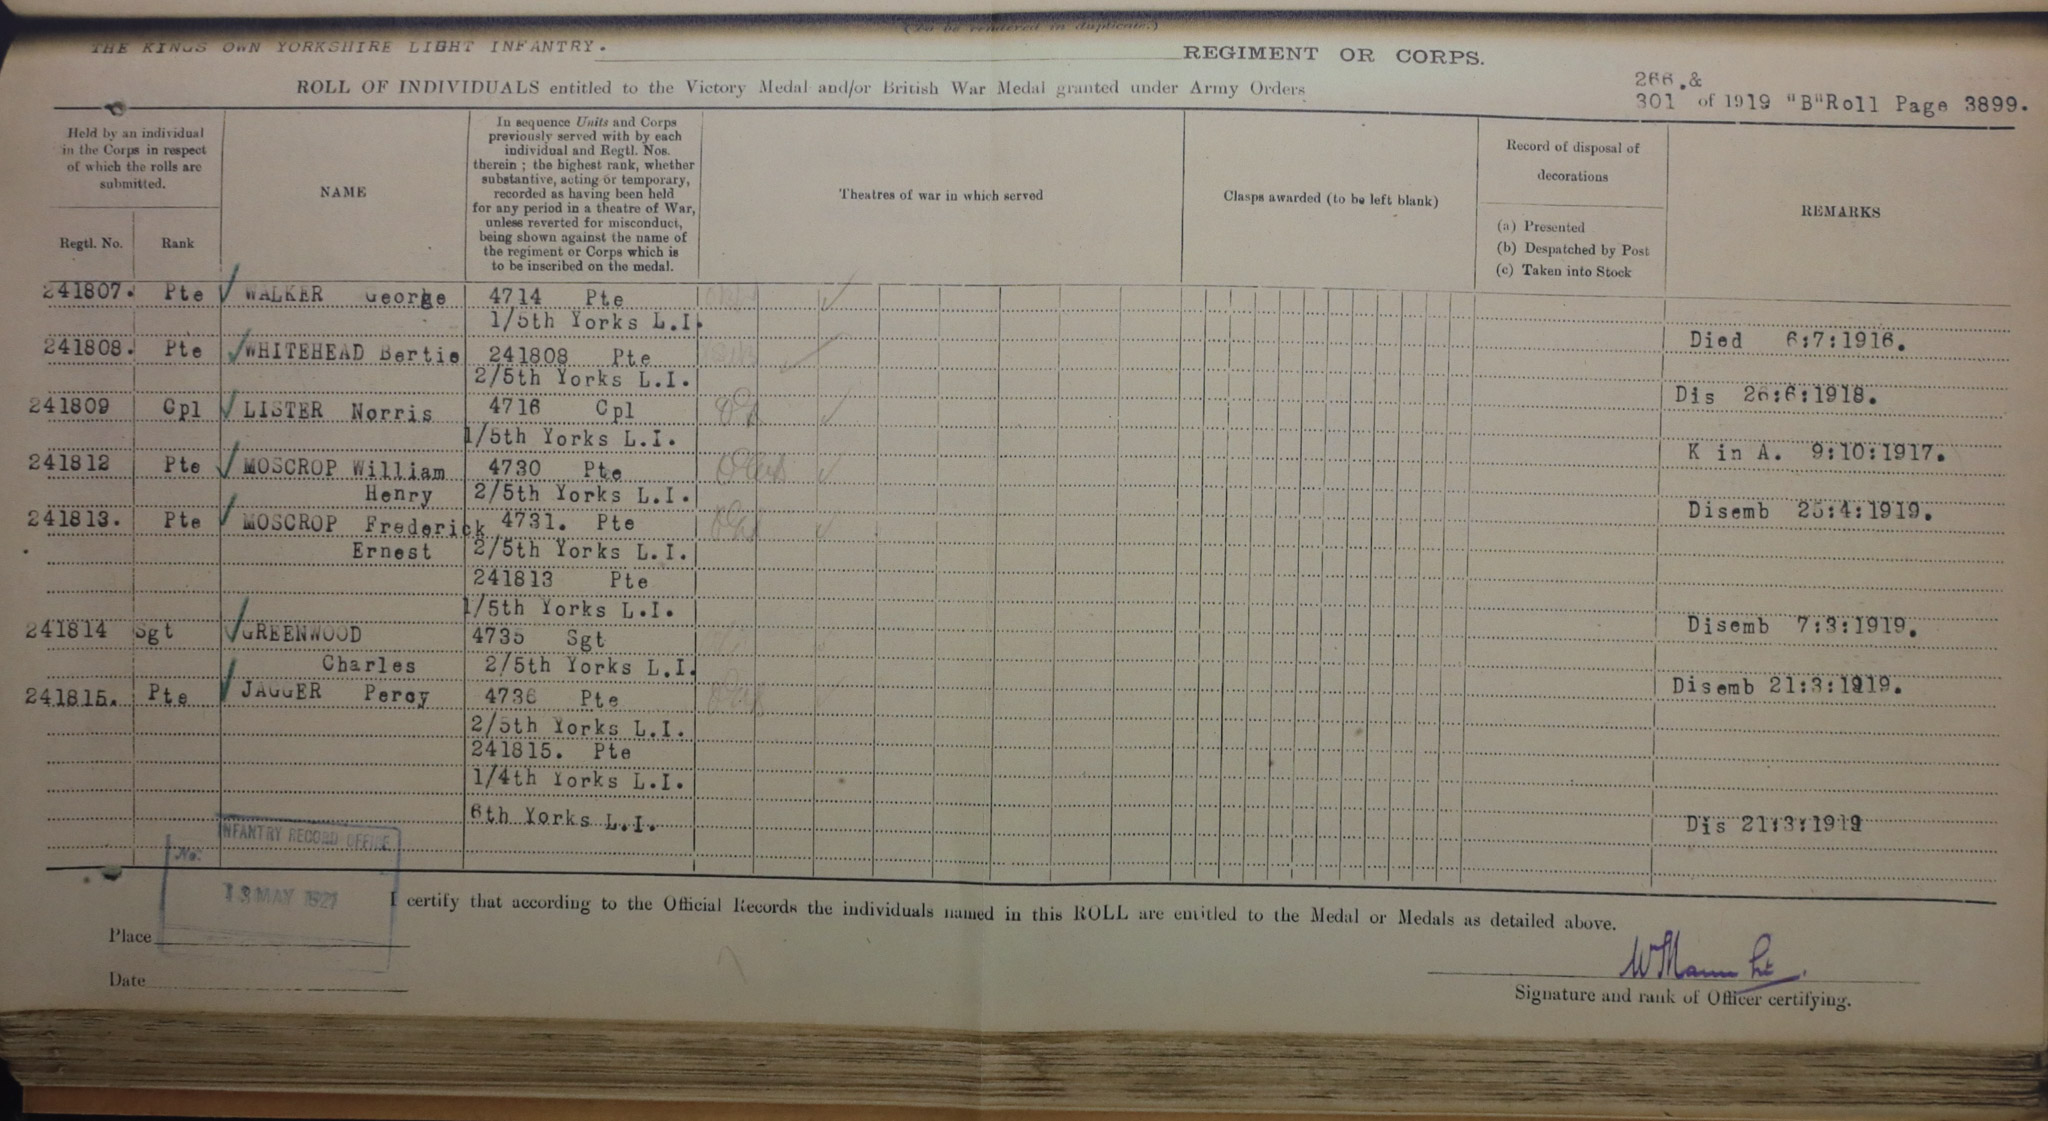 (To be rendered in duplicate.)
THE KINGS OWN YORKSHIRE LIGHT INFANTRY. REGIMENT OR CORPS.
ROLL OF INDIVIDUALS entitled to the Victory Medal and/or British War Medal granted under Army Orders 266.&
301 of 1919 "B"Roll Page 3899.
Held by an individual
in the Corps in respect
of which the rolls are
submitted.
Regtl. No. Rank
NAME
In sequence Units and Corps
previously served with by each
individual and Regtl. Nos.
therein ; the highest rank, whether
substantive, acting or temporary,
recorded as having been held
for any period in a theatre of War,
unless reverted for misconduct,
being shown against the name of
the regiment or Corps which is
to be inscribed on the medal.
Theatres of war in which served
Clasps awarded (to be left blank)
Record of disposal of
decorations
(a) Presented
(b) Despatched by Post
(c) Taken into Stock
REMARKS
241807. Pte ✓ WALKER George 4714 Pte ✓
1/5th Yorks L.I. Died 6:7:1916.
241808. Pte ✓ WHITEHEAD Bertie 241808 Pte ✓
2/5th Yorks L.I. Dis 26:6:1918.
241809 Cpl ✓ LISTER Norris 4716 Cpl ✓
1/5th Yorks L.I. K in A. 9:10:1917.
241812 Pte ✓ MOSCROP William 4730 Pte ✓
Henry 2/5th Yorks L.I. Disemb 25:4:1919.
241813. Pte ✓ MOSCROP Frederick 4731. Pte ✓
Ernest 2/5th Yorks L.I.
241813 Pte
1/5th Yorks L.I. Disemb 7:3:1919.
241814 Sgt ✓ GREENWOOD 4735 Sgt
Charles 2/5th Yorks L.I. Disemb 21:3:1919.
241815. Pte ✓ JAGGER Percy 4736 Pte
2/5th Yorks L.I.
241815. Pte
1/4th Yorks L.I.
6th Yorks L.I. Dis 21:3:1919
INFANTRY RECORD OFFICE
No.
MAY 1921
I certify that according to the Official Records the individuals named in this ROLL are entitled to the Medal or Medals as detailed above.
Place
Date
W Mann Lt.
Signature and rank of Officer certifying.